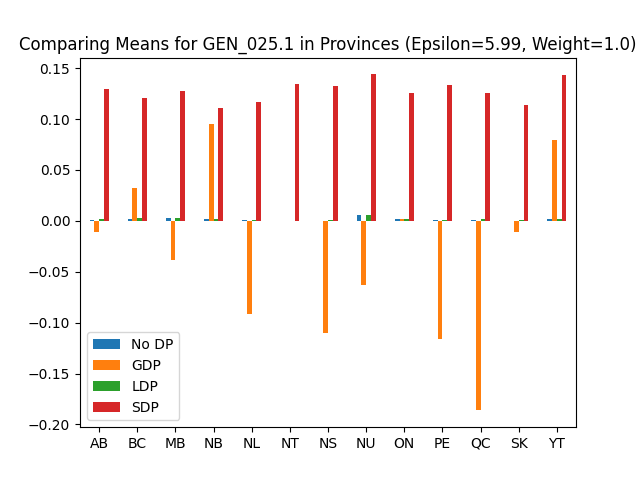 Comparing Means for GEN_025.1 in Provinces (Epsilon=5.99, Weight=1.0)
0.15
0.10
0.05
0.00
−0.05
−0.10
−0.15
−0.20
No DP
GDP
LDP
SDP
AB BC MB NB NL NT NS NU ON PE QC SK YT